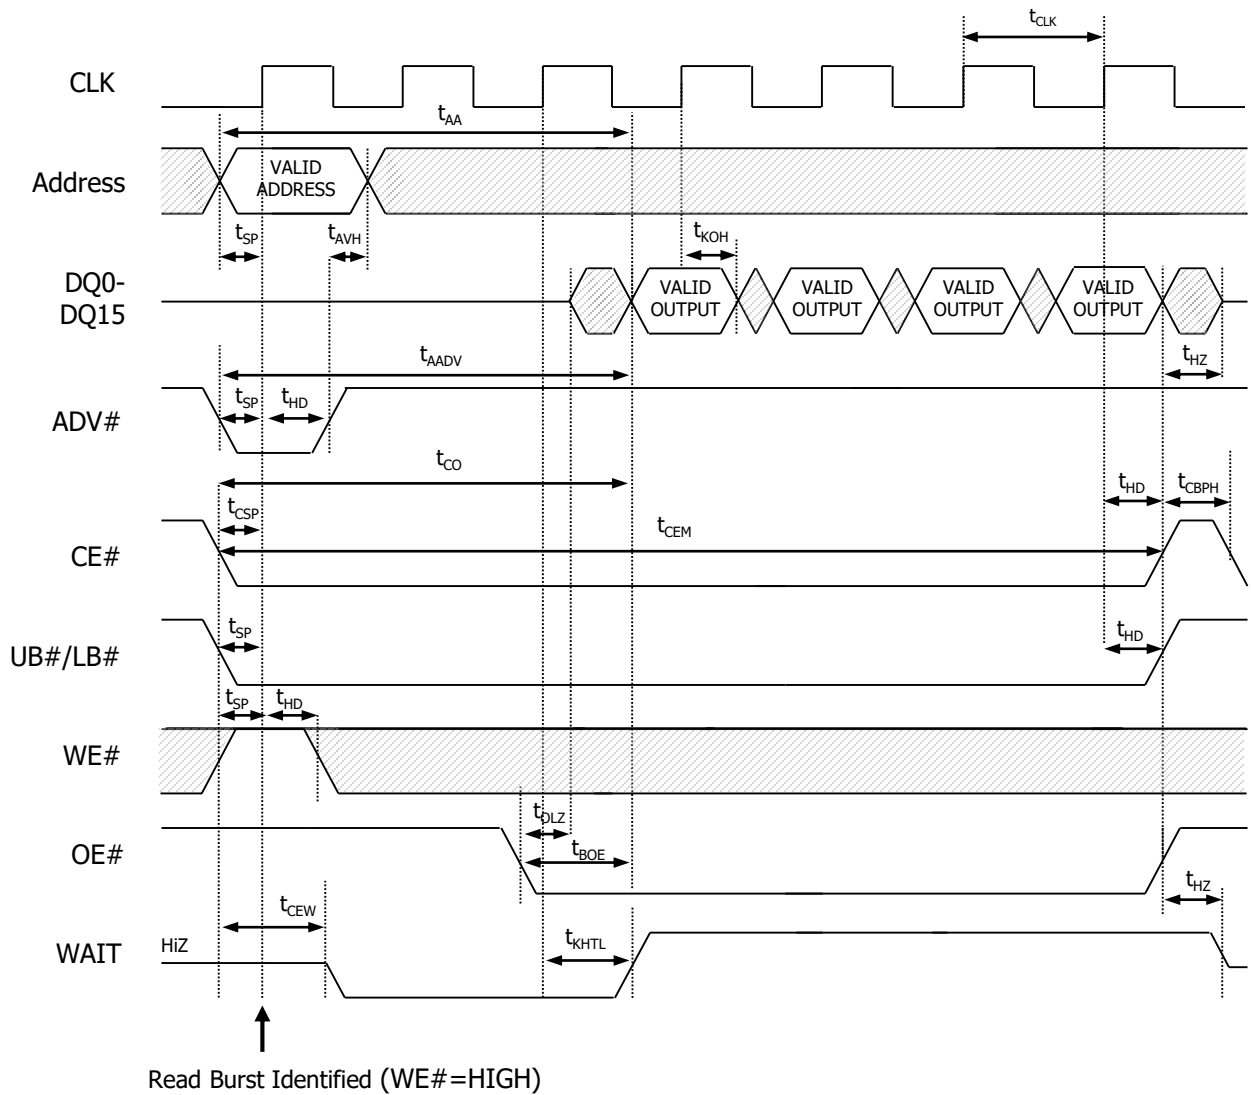 tCLK
CLK
tAA
Address
VALID
ADDRESS
tSP
tAVH
tKOH
DQ0-
DQ15
VALID
OUTPUT
VALID
OUTPUT
VALID
OUTPUT
VALID
OUTPUT
tAADV
tHZ
ADV#
tSP
tHD
tCO
tCSP
tHD
tCBPH
CE#
tCEM
UB#/LB#
tSP
tHD
tSP
tHD
WE#
tOLZ
OE#
tBOE
tHZ
tCEW
WAIT
HiZ
tKHTL
Read Burst Identified (WE#=HIGH)